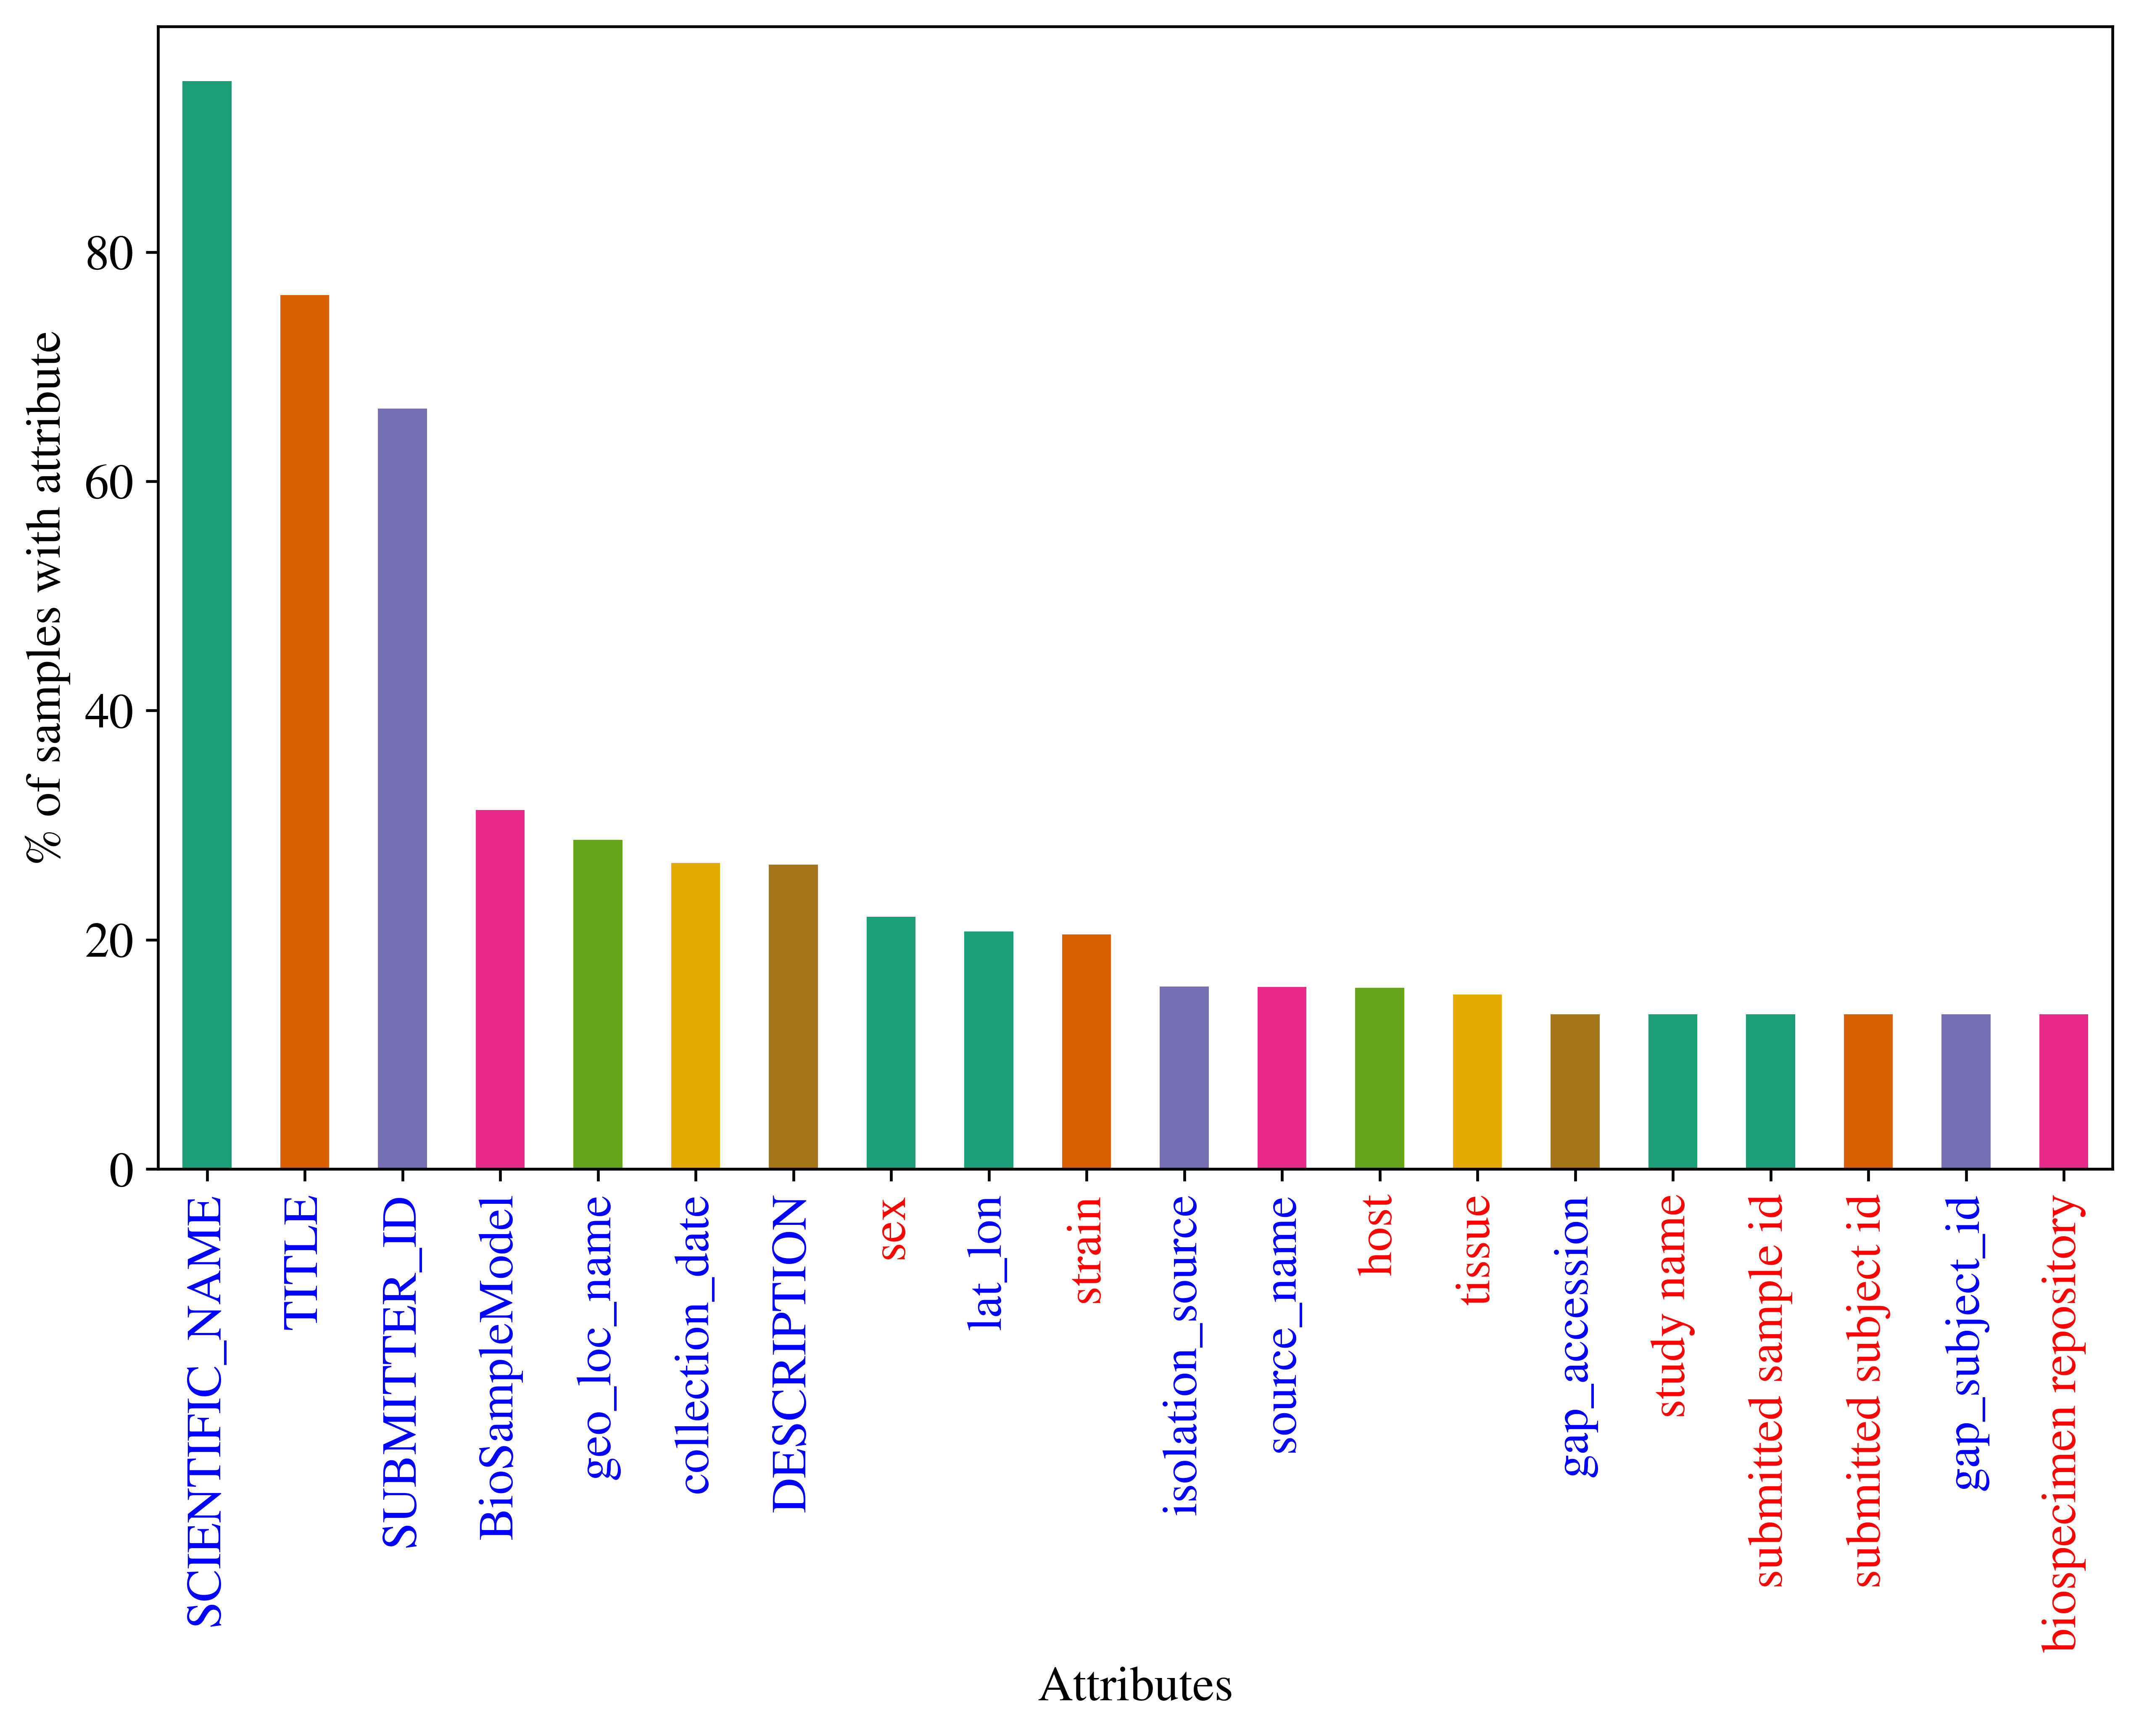 % of samples with attribute
80
60
40
20
0
SCIENTIFIC_NAME
TITLE
SUBMITTER_ID
BioSampleModel
geo_loc_name
collection_date
DESCRIPTION
sex
lat_lon
strain
isolation_source
source_name
host
tissue
gap_accession
study name
submitted sample id
submitted subject id
gap_subject_id
biospecimen repository
Attributes